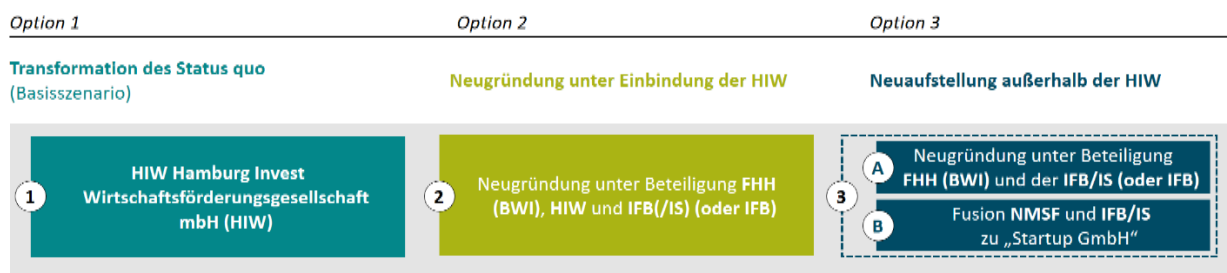 Option 1
Option 2
Option 3
Transformation des Status quo
(Basisszenario)
Neugründung unter Einbindung der HIW
Neuaufstellung außerhalb der HIW
1
HIW Hamburg Invest
Wirtschaftsförderungsgesellschaft
mbH (HIW)
2
Neugründung unter Beteiligung FHH
(BWI), HIW und IFB(/IS) (oder IFB)
3
A
Neugründung unter Beteiligung
FHH (BWI) und der IFB/IS (oder IFB)
B
Fusion NMSF und IFB/IS
zu „Startup GmbH“